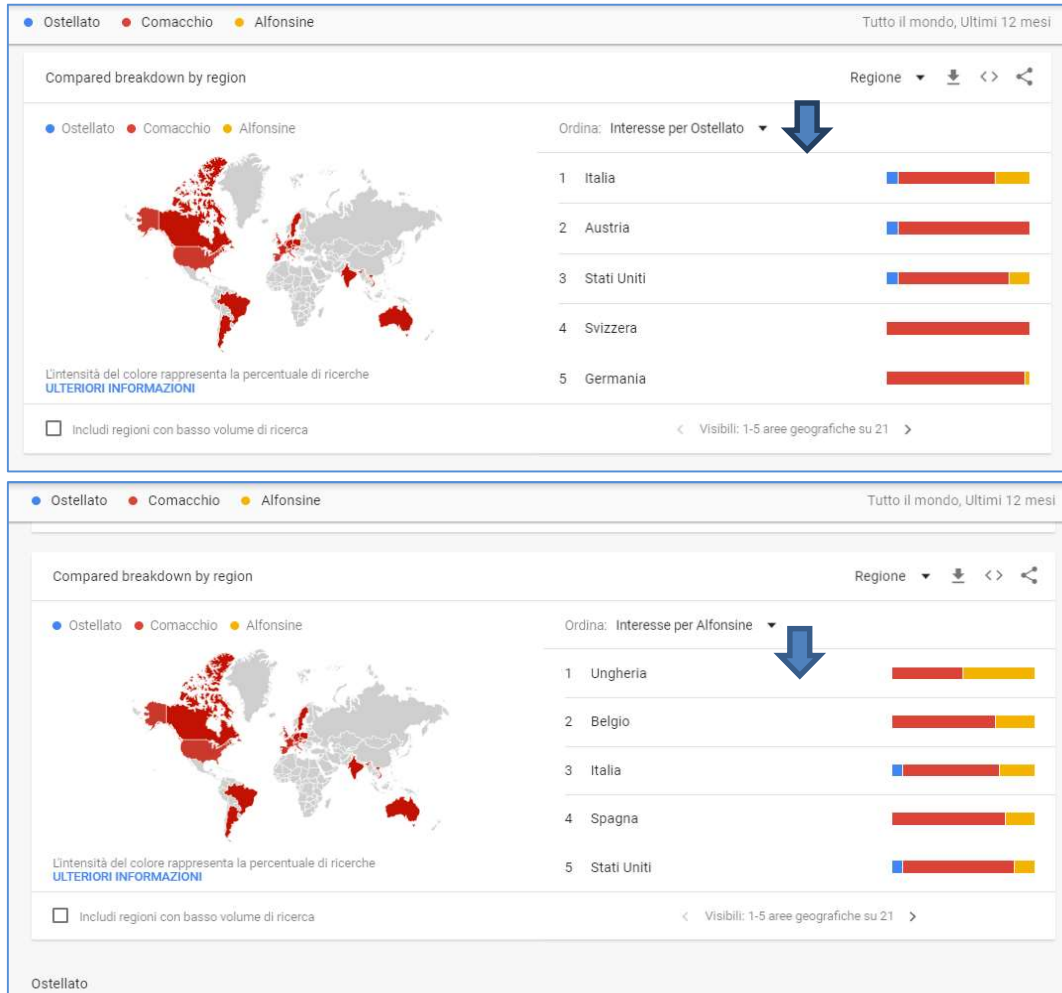 Ostellato Comacchio Alfonsine Tutto il mondo, Ultimi 12 mesi
Compared breakdown by region Regione
Ostellato Comacchio Alfonsine Ordina: Interesse per Ostellato
1 Italia
2 Austria
3 Stati Uniti
4 Svizzera
5 Germania
L'intensità del colore rappresenta la percentuale di ricerche
ULTERIORI INFORMAZIONI
Includi regioni con basso volume di ricerca Visibili: 1-5 aree geografiche su 21
Ostellato Comacchio Alfonsine Tutto il mondo, Ultimi 12 mesi
Compared breakdown by region Regione
Ostellato Comacchio Alfonsine Ordina: Interesse per Alfonsine
1 Ungheria
2 Belgio
3 Italia
4 Spagna
5 Stati Uniti
L'intensità del colore rappresenta la percentuale di ricerche
ULTERIORI INFORMAZIONI
Includi regioni con basso volume di ricerca Visibili: 1-5 aree geografiche su 21
Ostellato